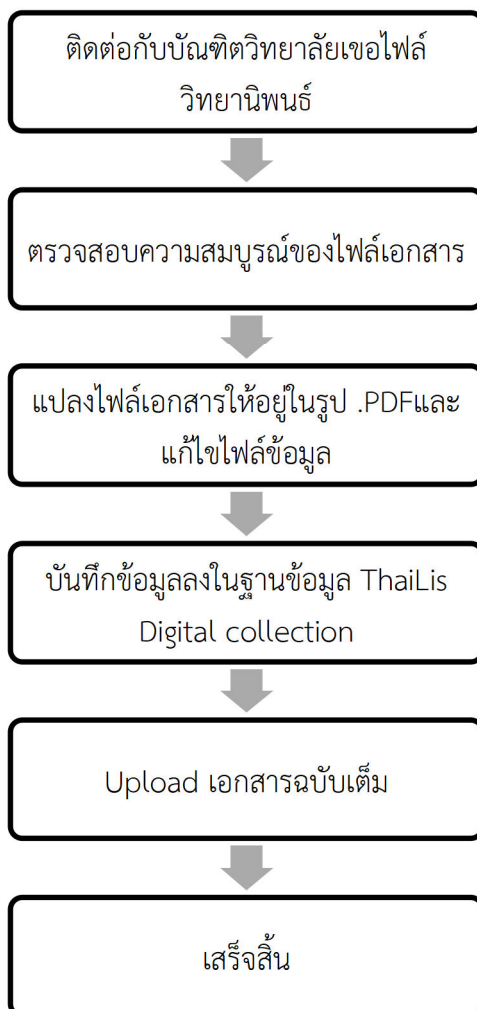 ติดต่อกับบัณฑิตวิทยาลัยเขอไฟล์
วิทยานิพนธ์
ตรวจสอบความสมบูรณ์ของไฟล์เอกสาร
แปลงไฟล์เอกสารให้อยู่ในรูป .PDFและ
แก้ไขไฟล์ข้อมูล
บันทึกข้อมูลลงในฐานข้อมูล ThaiLis
Digital collection
Upload เอกสารฉบับเต็ม
เสร็จสิ้น